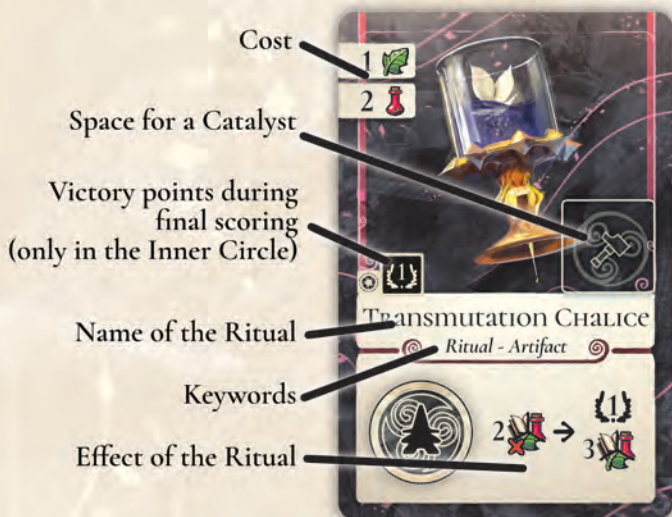 Cost
1
2
Space for a Catalyst
Victory points during
final scoring
(only in the Inner Circle)
1
Name of the Ritual
Transmutation Chalice
Keywords
Ritual - Artifact
Effect of the Ritual
2
1
3